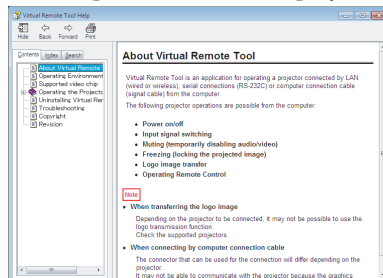 Virtual Remote Tool Help
Hide Back Forward Print
Contents Index Search
About Virtual Remote T
Operating Environment
Supported video chip
Operating the Projecto
Uninstalling Virtual Rer
Troubleshooting
Copyright
Revision
About Virtual Remote Tool
Virtual Remote Tool is an application for operating a projector connected by LAN
(wired or wireless), serial connections (RS-232C) or computer connection cable
(signal cable) from the computer.
The following projector operations are possible from the computer:
• Power on/off
• Input signal switching
• Muting (temporarily disabling audio/video)
• Freezing (locking the projected image)
• Logo image transfer
• Operating Remote Control
Note
• When transferring the logo image
Depending on the projector to be connected, it may not be possible to use the
logo transmission function.
Check the supported projectors.
• When connecting by computer connection cable
The connector that can be used for the connection will differ depending on the
projector.
It may not be able to communicate with the projector because the graphics